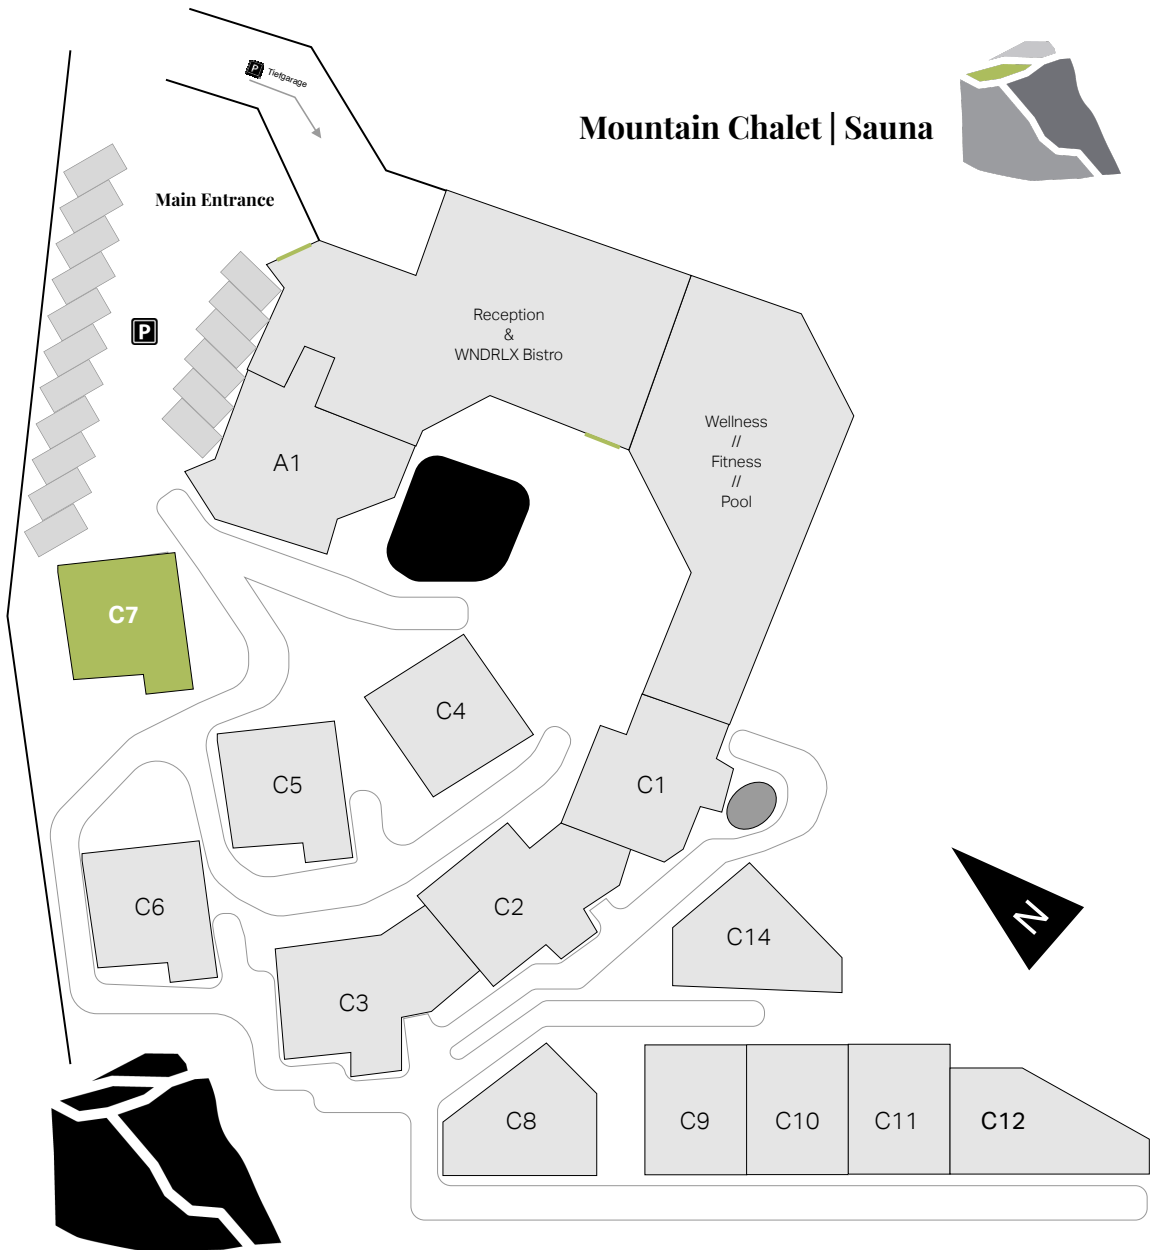 P Tiefgarage
Mountain Chalet | Sauna
Main Entrance
P
Reception
&
WNDRLX Bistro
Wellness
//
Fitness
//
Pool
A1
C7
C4
C5
C1
C6
C2
C14
C3
N
C8
C9
C10
C11
C12